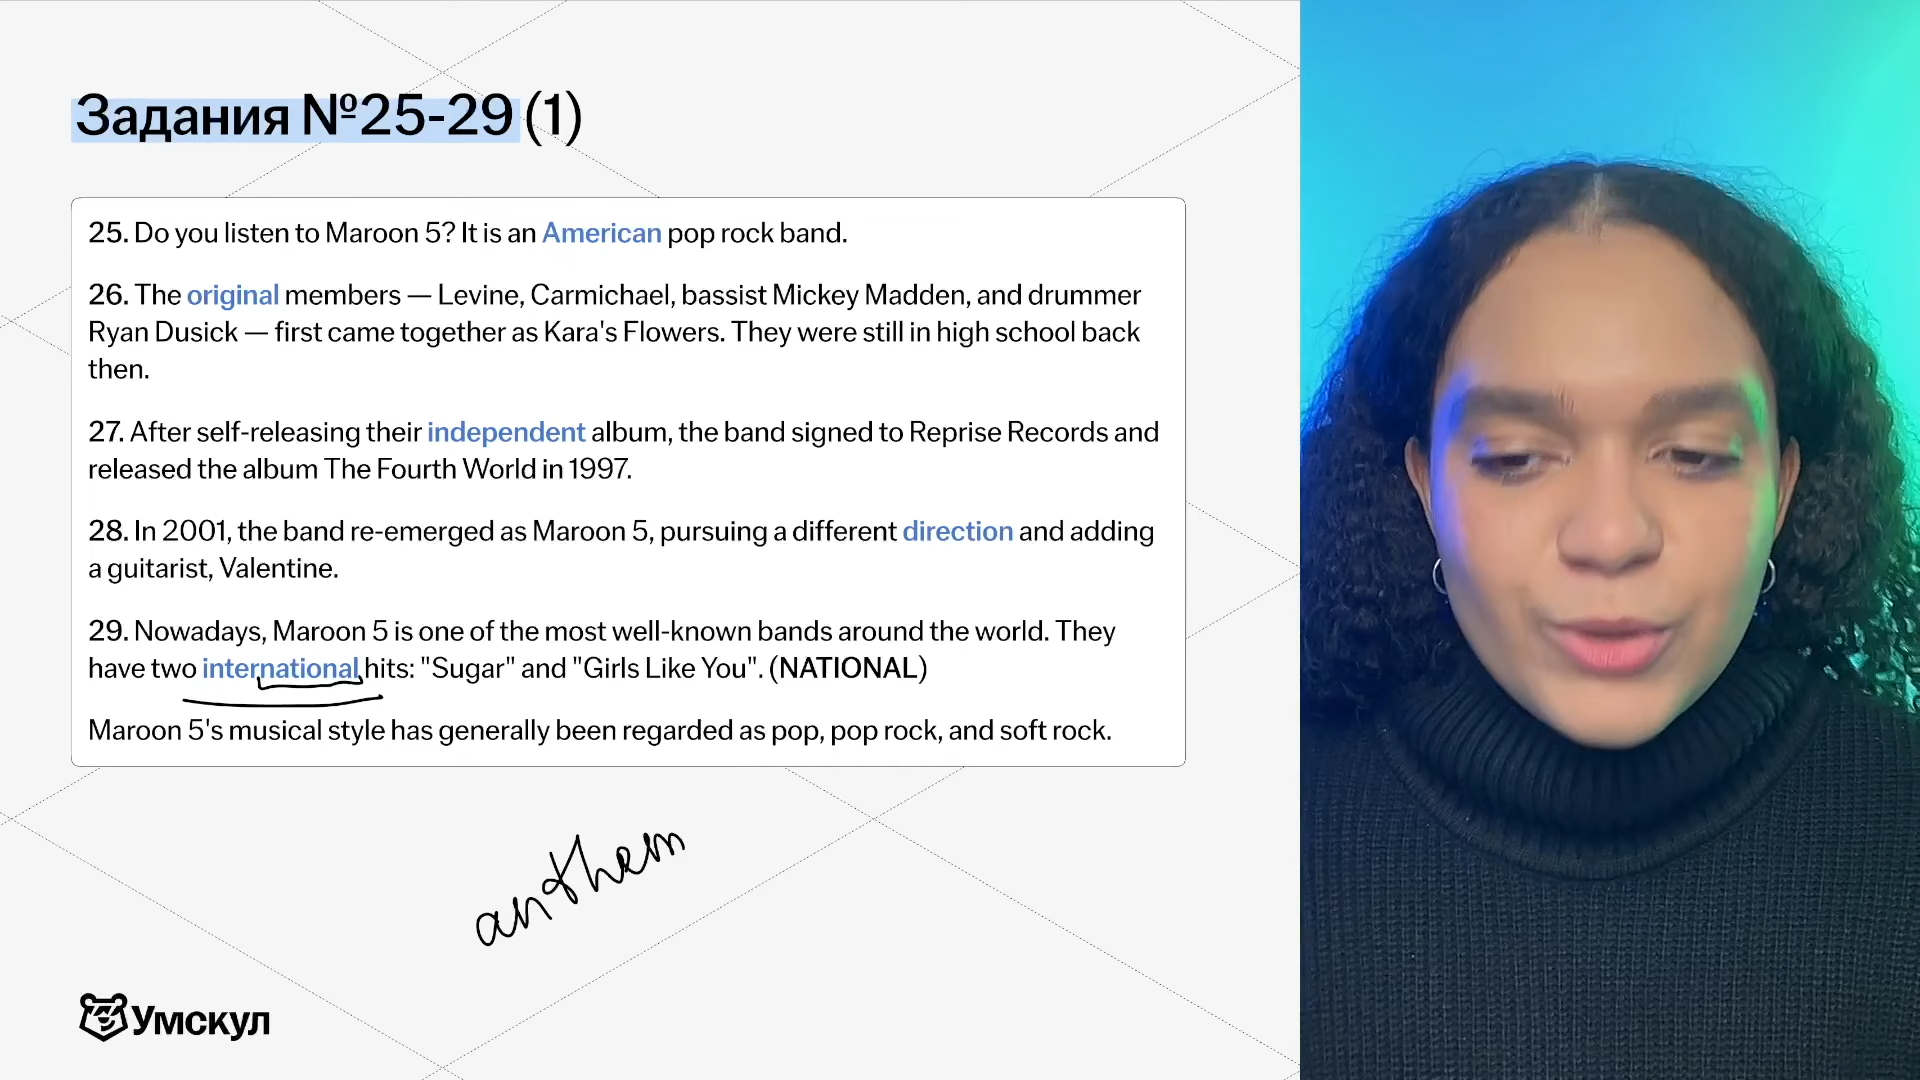 Задания №25-29 (1)
25. Do you listen to Maroon 5? It is an American pop rock band.
26. The original members — Levine, Carmichael, bassist Mickey Madden, and drummer
Ryan Dusick — first came together as Kara's Flowers. They were still in high school back
then.
27. After self-releasing their independent album, the band signed to Reprise Records and
released the album The Fourth World in 1997.
28. In 2001, the band re-emerged as Maroon 5, pursuing a different direction and adding
a guitarist, Valentine.
29. Nowadays, Maroon 5 is one of the most well-known bands around the world. They
have two international hits: "Sugar" and "Girls Like You". (NATIONAL)
Maroon 5's musical style has generally been regarded as pop, pop rock, and soft rock.
anthem
Умскул